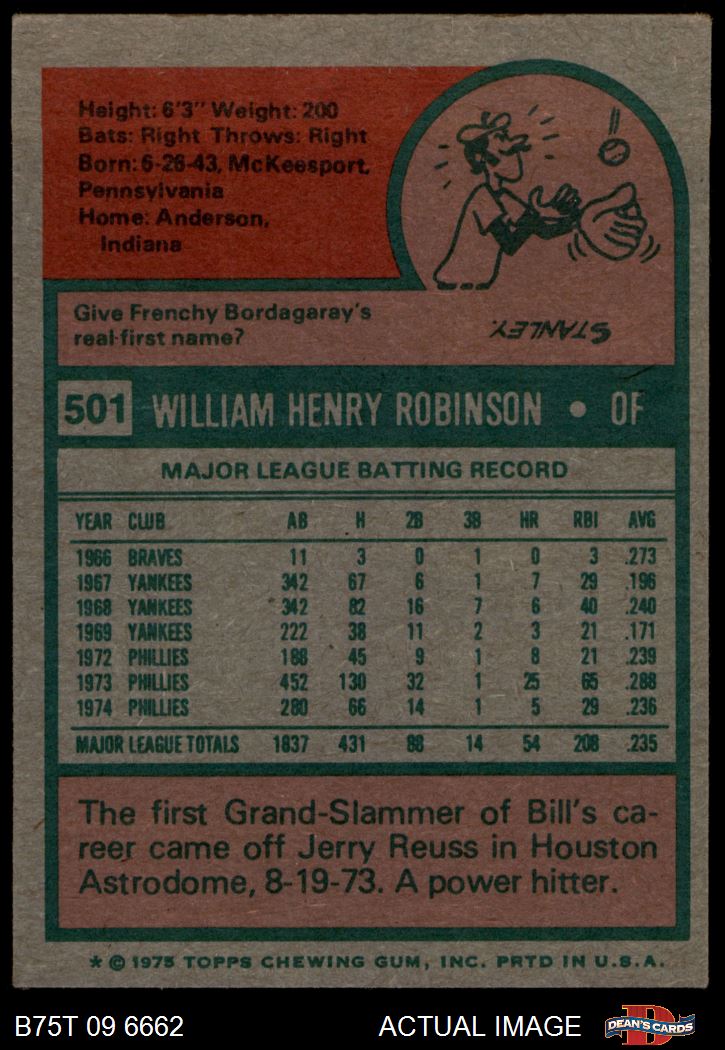 Height: 6'3" Weight: 200
Bats: Right Throws: Right
Born: 6-26-43, McKeesport,
Pennsylvania
Home: Anderson,
Indiana
Give Frenchy Bordagaray's
real first name?
STANLEY.
501 WILLIAM HENRY ROBINSON • OF
MAJOR LEAGUE BATTING RECORD
YEAR CLUB AB H 2B 3B HR RBI AVG
1966 BRAVES 11 3 0 1 0 3 .273
1967 YANKEES 342 67 6 1 7 29 .196
1968 YANKEES 342 82 16 7 6 40 .240
1969 YANKEES 222 38 11 2 3 21 .171
1972 PHILLIES 188 45 9 1 8 21 .239
1973 PHILLIES 452 130 32 1 25 65 .288
1974 PHILLIES 280 66 14 1 5 29 .236
MAJOR LEAGUE TOTALS 1837 431 88 14 54 208 .235
The first Grand-Slammer of Bill's ca-
reer came off Jerry Reuss in Houston
Astrodome, 8-19-73. A power hitter.
* © 1975 TOPPS CHEWING GUM, INC. PRTD IN U.S.A.
B75T 09 6662 ACTUAL IMAGE D DEAN'S CARDS